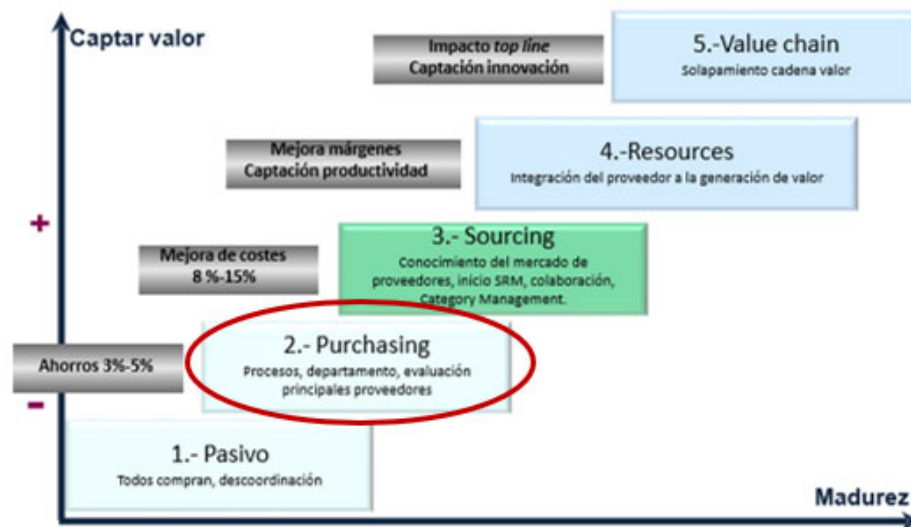 Captar valor
Impacto top line
Captación innovación
5.-Value chain
Solapamiento cadena valor
Mejora márgenes
Captación productividad
4.-Resources
Integración del proveedor a la generación de valor
+
Mejora de costes
8 %-15%
3.- Sourcing
Conocimiento del mercado de
proveedores, inicio SRM, colaboración,
Category Management.
Ahorros 3%-5%
2.- Purchasing
Procesos, departamento, evaluación
principales proveedores
-
1.- Pasivo
Todos compran, descoordinación
Madurez